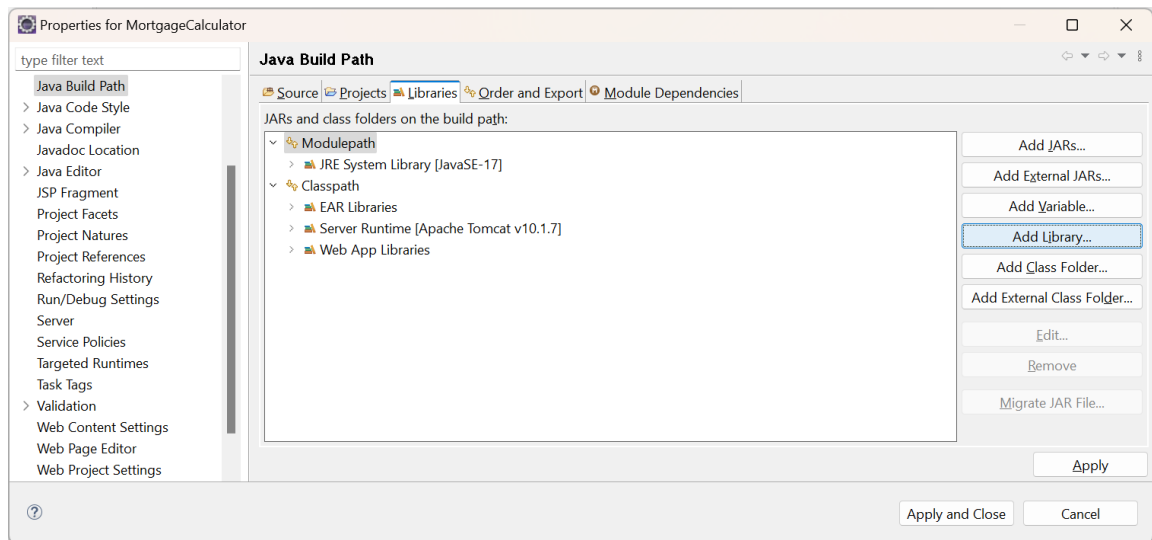 Properties for MortgageCalculator
type filter text
Java Build Path
Java Code Style
Java Compiler
Javadoc Location
Java Editor
JSP Fragment
Project Facets
Project Natures
Project References
Refactoring History
Run/Debug Settings
Server
Service Policies
Targeted Runtimes
Task Tags
Validation
Web Content Settings
Web Page Editor
Web Project Settings
Java Build Path
Source Projects Libraries Order and Export Module Dependencies
JARs and class folders on the build path:
Modulepath
JRE System Library [JavaSE-17]
Classpath
EAR Libraries
Server Runtime [Apache Tomcat v10.1.7]
Web App Libraries
Add JARs...
Add External JARs...
Add Variable...
Add Library...
Add Class Folder...
Add External Class Folder...
Edit...
Remove
Migrate JAR File...
Apply
Apply and Close Cancel